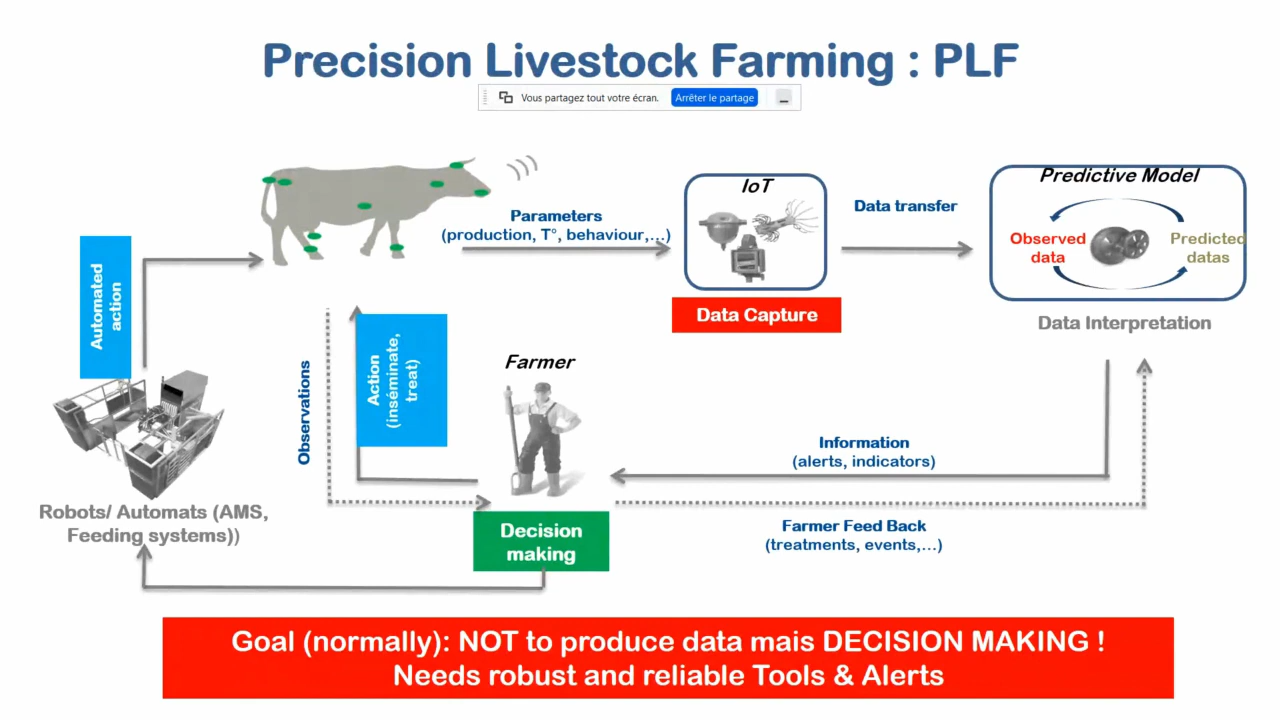 Precision Livestock Farming : PLF
Vous partagez tout votre écran.
Arrêter le partage
IoT
Predictive Model
Parameters
(production, T°, behaviour,...)
Data transfer
Observed
data
Predicted
datas
Data Capture
Data Interpretation
Automated
action
Observations
Action
(inséminate,
treat)
Farmer
Information
(alerts, indicators)
Robots/ Automats (AMS,
Feeding systems))
Decision
making
Farmer Feed Back
(treatments, events,...)
Goal (normally): NOT to produce data mais DECISION MAKING !
Needs robust and reliable Tools & Alerts